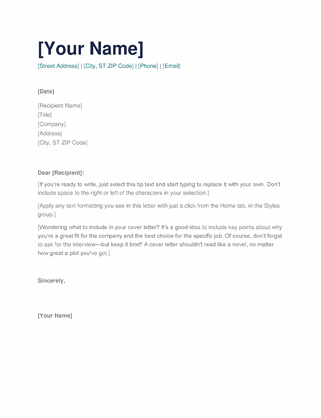 [Your Name]
[Street Address] | [City, ST ZIP Code] | [Phone] | [Email]
[Date]
[Recipient Name]
[Title]
[Company]
[Address]
[City, ST ZIP Code]
Dear [Recipient]:
[If you're ready to write, just select this tip text and start typing to replace it with your own. Don't
include space to the right or left of the characters in your selection.]
[Apply any text formatting you see in this letter with just a click from the Home tab, in the Styles
group.]
[Wondering what to include in your cover letter? It's a good idea to include key points about why
you're a great fit for the company and the best choice for the specific job. Of course, don't forget
to ask for the interview—but keep it brief! A cover letter shouldn't read like a novel, no matter
how great a plot you've got.]
Sincerely,
[Your Name]